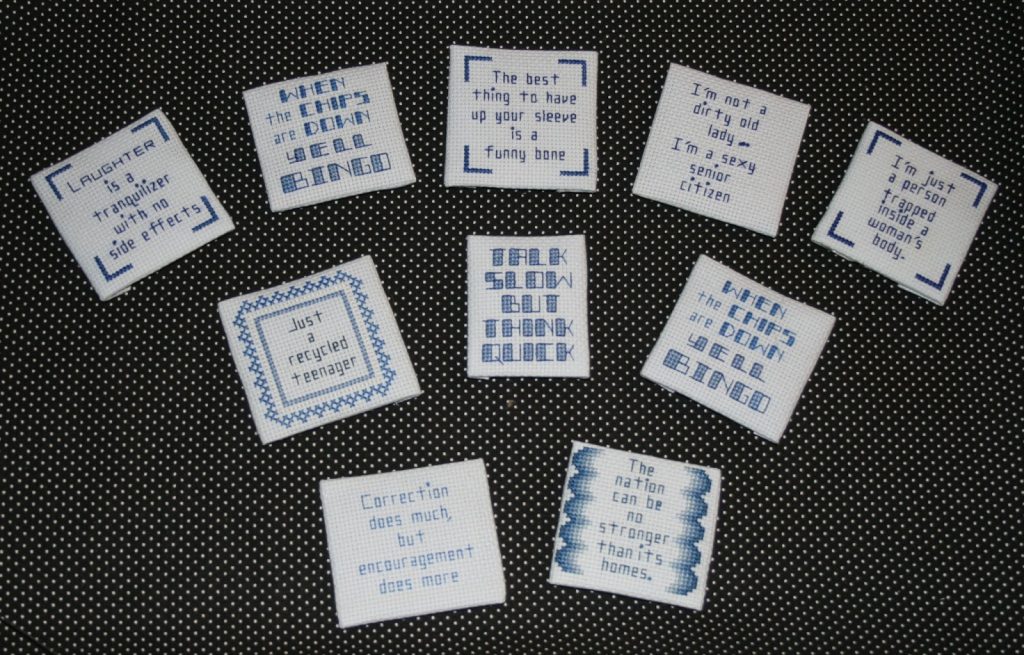 LAUGHTER
is a
tranquilizer
with no
side effects
WHEN
the CHIPS
are DOWN
YELL
BINGO
The best
thing to have
up your sleeve
is a
funny bone
I'm not a
dirty old
lady-
I'm a sexy
senior
citizen
I'm just
a person
trapped
inside a
woman's
body.
Just
a
recycled
teenager
TALK
SLOW
BUT
THINK
QUICK
WHEN
the CHIPS
are DOWN
YELL
BINGO
Correction
does much,
but
encouragement
does more
The
nation
can be
no
stronger
than its
homes.